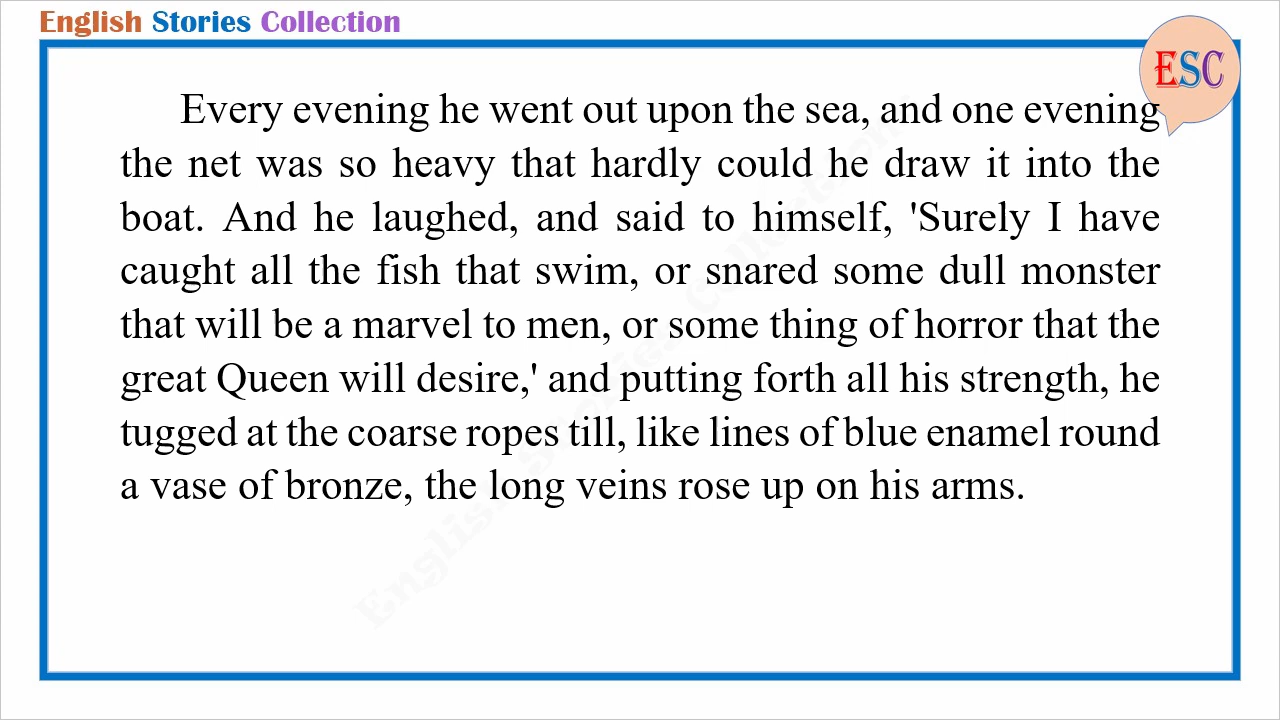 English Stories Collection
ESC
Every evening he went out upon the sea, and one evening
the net was so heavy that hardly could he draw it into the
boat. And he laughed, and said to himself, 'Surely I have
caught all the fish that swim, or snared some dull monster
that will be a marvel to men, or some thing of horror that the
great Queen will desire,' and putting forth all his strength, he
tugged at the coarse ropes till, like lines of blue enamel round
a vase of bronze, the long veins rose up on his arms.
English Stories Collection